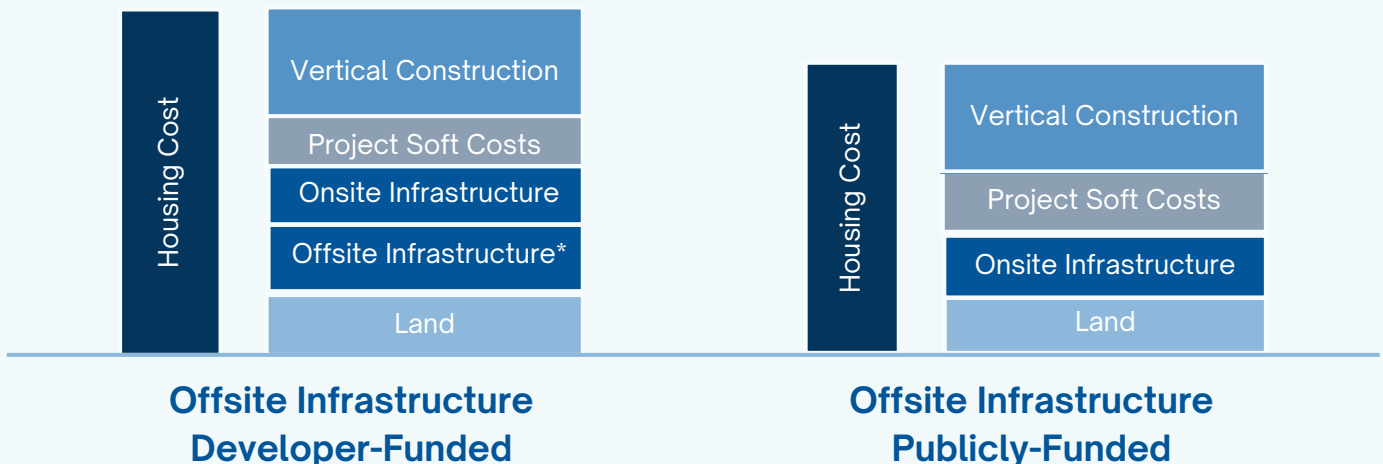 Housing Cost
Vertical Construction
Project Soft Costs
Onsite Infrastructure
Offsite Infrastructure*
Land
Offsite Infrastructure
Developer-Funded
Housing Cost
Vertical Construction
Project Soft Costs
Onsite Infrastructure
Land
Offsite Infrastructure
Publicly-Funded